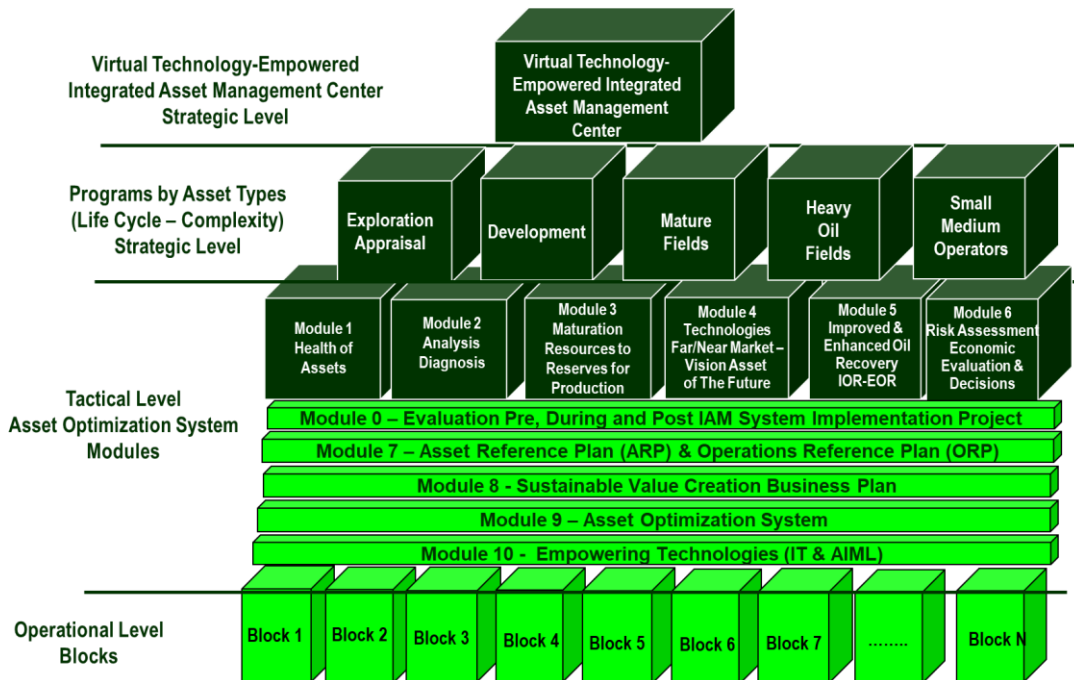 Virtual Technology-Empowered
Integrated Asset Management Center
Strategic Level
Virtual Technology-
Empowered Integrated
Asset Management
Center
Programs by Asset Types
(Life Cycle – Complexity)
Strategic Level
Exploration
Appraisal
Development
Mature
Fields
Heavy
Oil
Fields
Small
Medium
Operators
Tactical Level
Asset Optimization System
Modules
Module 1
Health of
Assets
Module 2
Analysis
Diagnosis
Module 3
Maturation
Resources to
Reserves for
Production
Module 4
Technologies
Far/Near Market –
Vision Asset
of The Future
Module 5
Improved &
Enhanced Oil
Recovery
IOR-EOR
Module 6
Risk Assessment
Economic
Evaluation &
Decisions
Module 0 – Evaluation Pre, During and Post IAM System Implementation Project
Module 7 – Asset Reference Plan (ARP) & Operations Reference Plan (ORP)
Module 8 - Sustainable Value Creation Business Plan
Module 9 – Asset Optimization System
Module 10 - Empowering Technologies (IT & AIML)
Operational Level
Blocks
Block 1
Block 2
Block 3
Block 4
Block 5
Block 6
Block 7
........
Block N